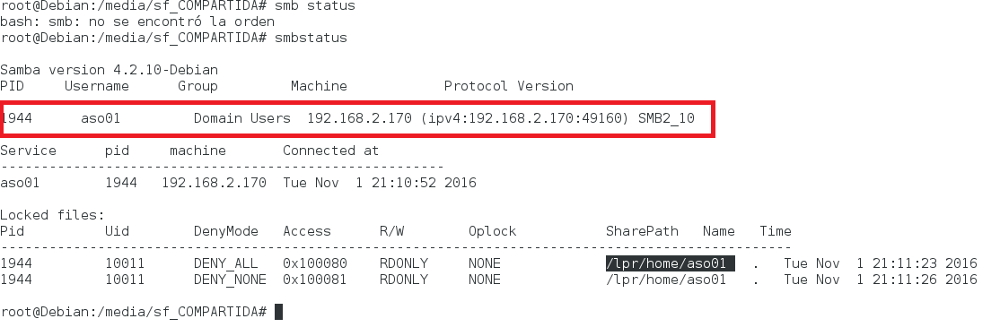 root@Debian:/media/sf_COMPARTIDA# smb status
bash: smb: no se encontró la orden
root@Debian:/media/sf_COMPARTIDA# smbstatus
Samba version 4.2.10-Debian
PID     Username      Group             Machine               Protocol Version
1944      aso01         Domain Users  192.168.2.170 (ipv4:192.168.2.170:49160) SMB2_10
Service      pid     machine       Connected at
-------------------------------------------------------
aso01        1944   192.168.2.170  Tue Nov  1 21:10:52 2016
Locked files:
Pid          Uid        DenyMode   Access      R/W        Oplock           SharePath   Name   Time
--------------------------------------------------------------------------------------------------
1944         10011      DENY_ALL   0x100080    RDONLY     NONE             /lpr/home/aso01   .   Tue Nov  1 21:11:23 2016
1944         10011      DENY_NONE  0x100081    RDONLY     NONE             /lpr/home/aso01   .   Tue Nov  1 21:11:26 2016
root@Debian:/media/sf_COMPARTIDA#